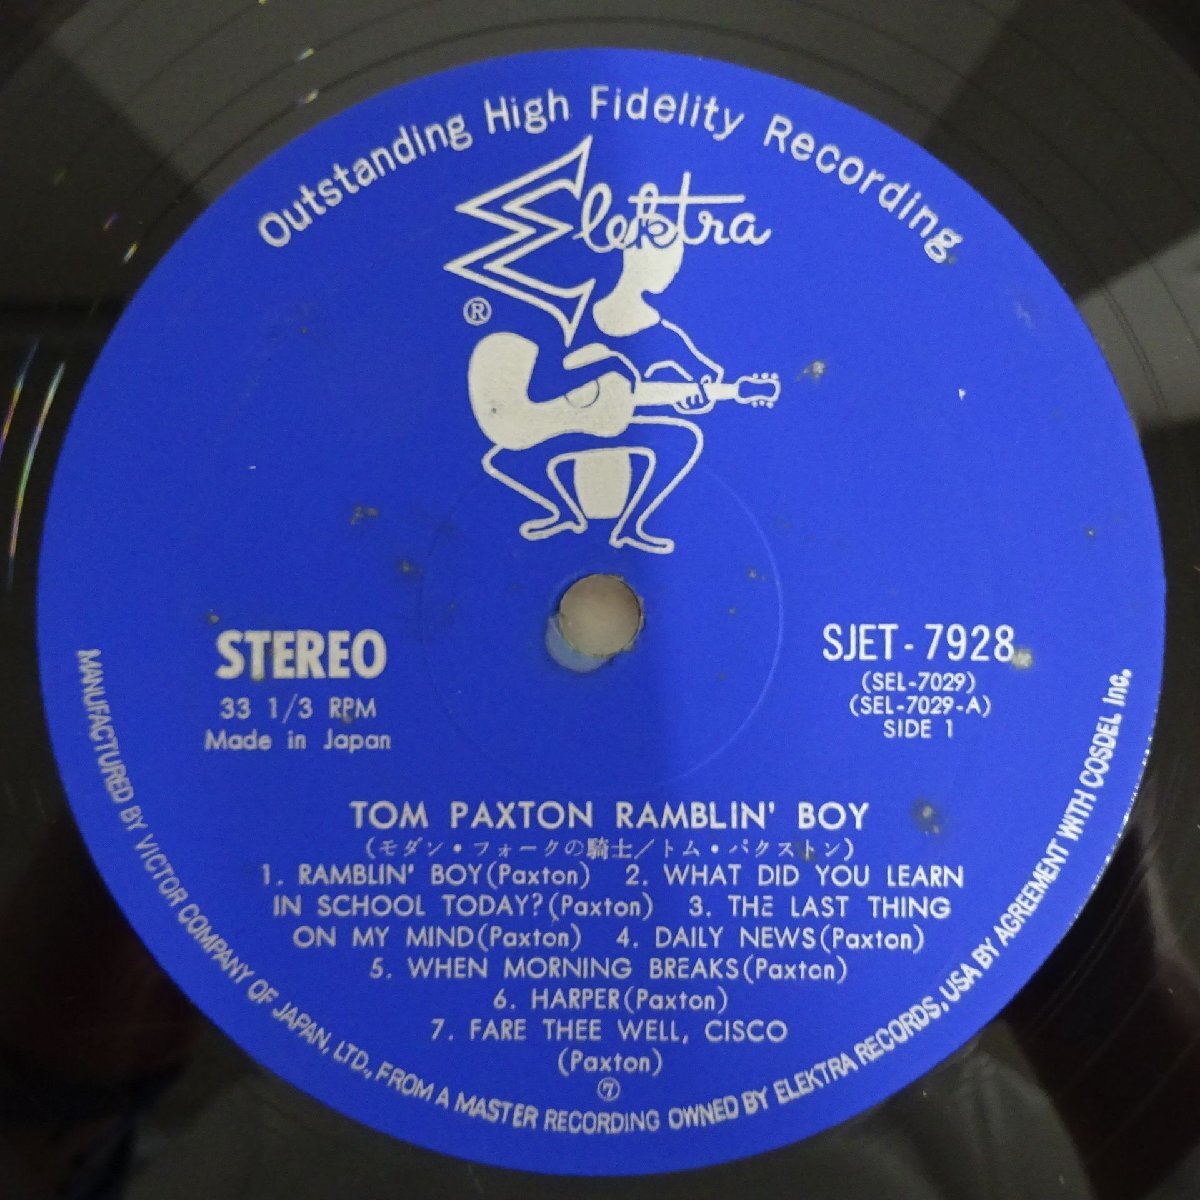 Outstanding High Fidelity Recording
Elektra
®
STEREO
33 1/3 RPM
Made in Japan
SJET-7928
(SEL-7029)
(SEL-7029-A)
SIDE 1
TOM PAXTON RAMBLIN' BOY
(モダン・フォークの騎士／トム・パクストン)
1. RAMBLIN' BOY(Paxton) 2. WHAT DID YOU LEARN
IN SCHOOL TODAY?(Paxton) 3. THE LAST THING
ON MY MIND(Paxton) 4. DAILY NEWS(Paxton)
5. WHEN MORNING BREAKS(Paxton)
6. HARPER(Paxton)
7. FARE THEE WELL, CISCO
(Paxton)
⑦
MANUFACTURED BY VICTOR COMPANY OF JAPAN, LTD., FROM A MASTER RECORDING OWNED BY ELEKTRA RECORDS, USA BY AGREEMENT WITH COSDEL Inc.